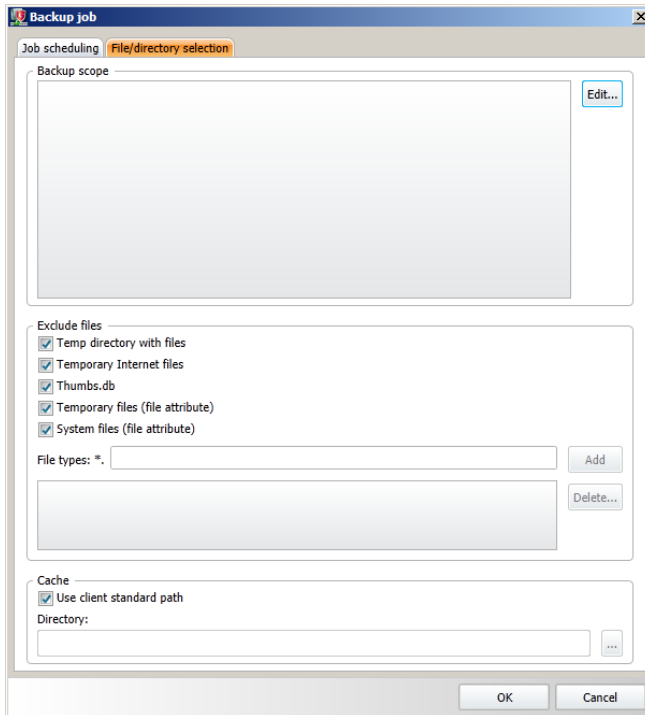 Backup job
Job scheduling File/directory selection
Backup scope
Edit...
Exclude files
Temp directory with files
Temporary Internet files
Thumbs.db
Temporary files (file attribute)
System files (file attribute)
File types: *. Add
Delete...
Cache
Use client standard path
Directory:
...
OK Cancel